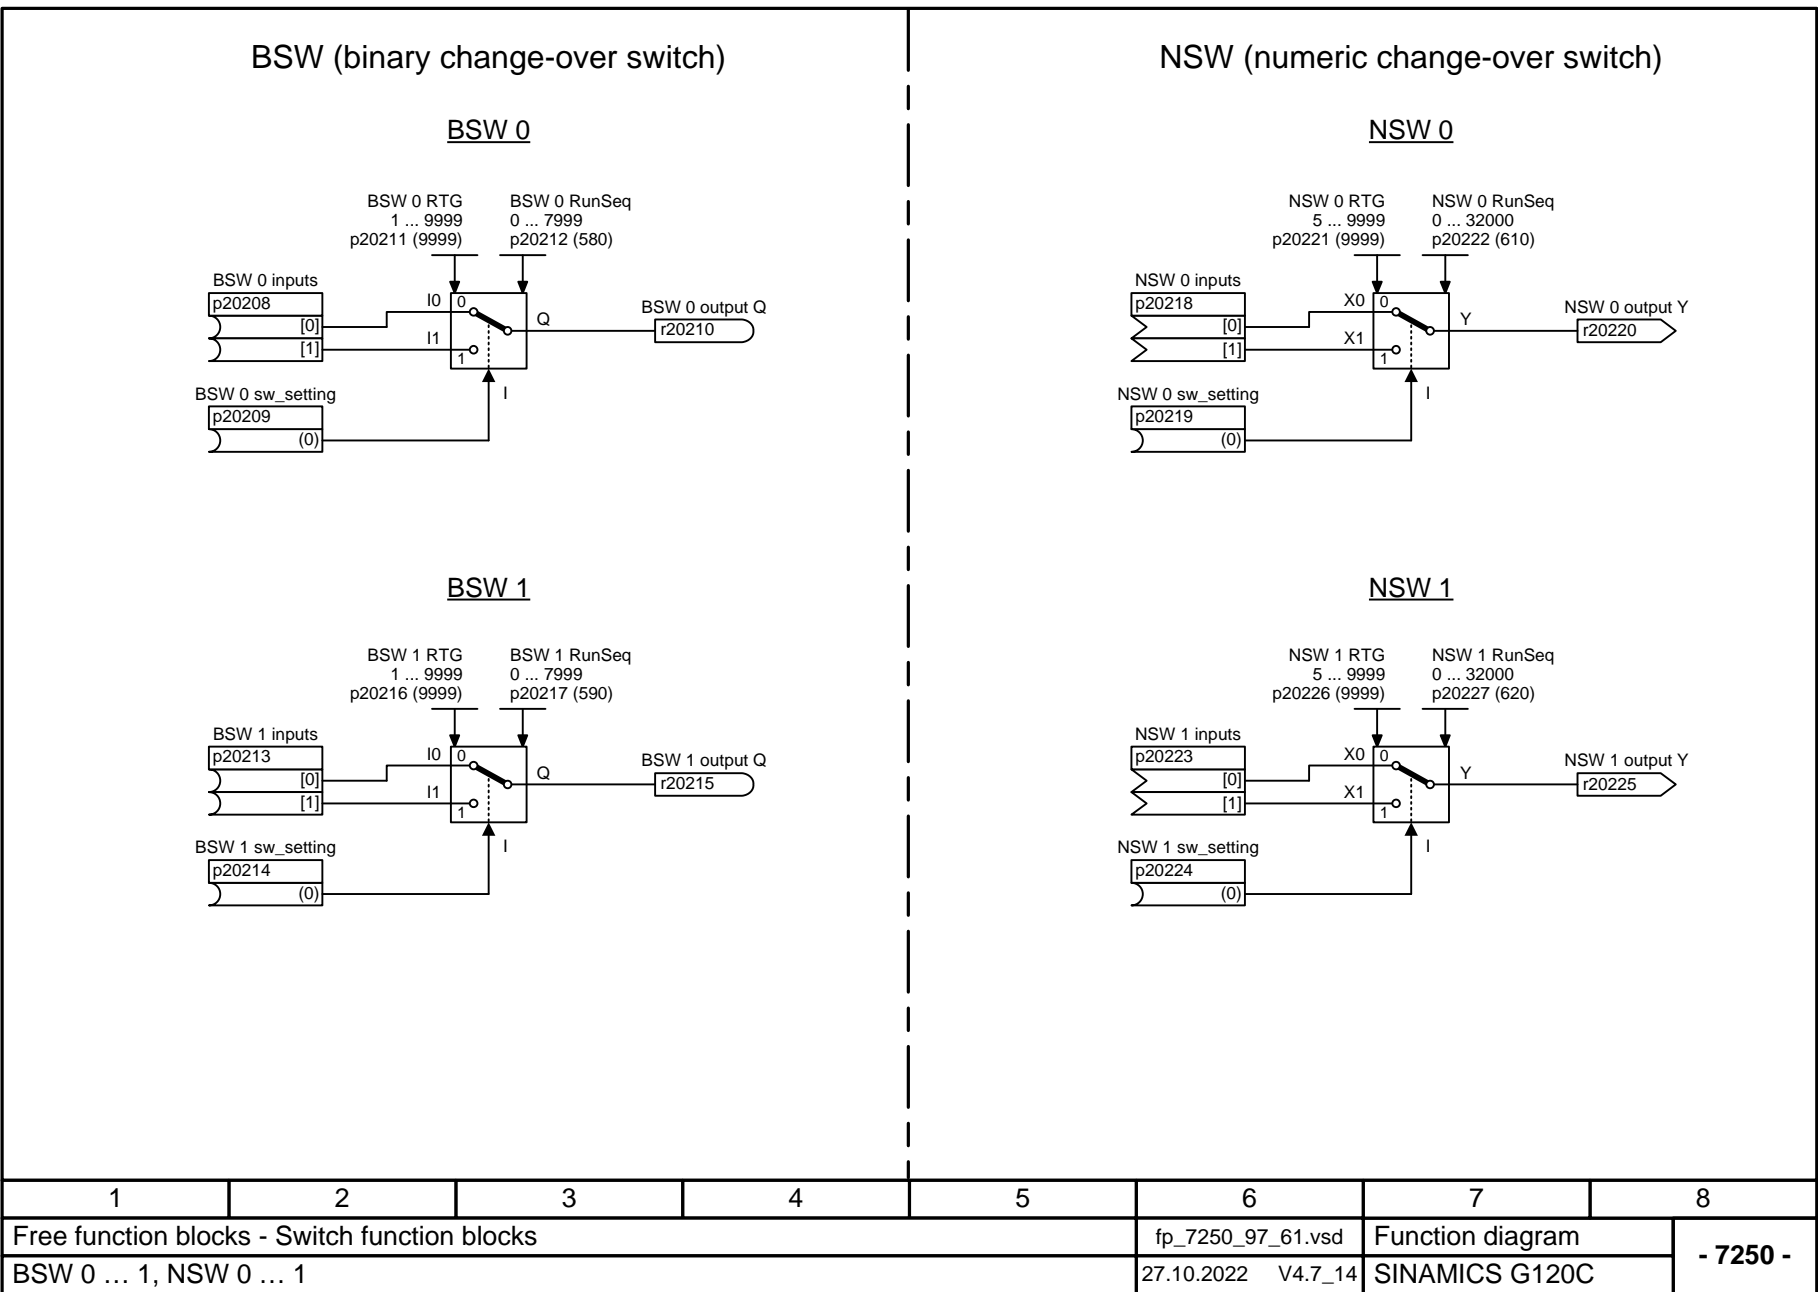 BSW (binary change-over switch)
BSW 0
BSW 0 RTG
1 ... 9999
p20211 (9999)
BSW 0 RunSeq
0 ... 7999
p20212 (580)
BSW 0 inputs
p20208
[0]
[1]
I0
I1
0
1
Q
BSW 0 output Q
r20210
BSW 0 sw_setting
p20209
(0)
I
BSW 1
BSW 1 RTG
1 ... 9999
p20216 (9999)
BSW 1 RunSeq
0 ... 7999
p20217 (590)
BSW 1 inputs
p20213
[0]
[1]
I0
I1
0
1
Q
BSW 1 output Q
r20215
BSW 1 sw_setting
p20214
(0)
I
NSW (numeric change-over switch)
NSW 0
NSW 0 RTG
5 ... 9999
p20221 (9999)
NSW 0 RunSeq
0 ... 32000
p20222 (610)
NSW 0 inputs
p20218
[0]
[1]
X0
X1
0
1
Y
NSW 0 output Y
r20220
NSW 0 sw_setting
p20219
(0)
I
NSW 1
NSW 1 RTG
5 ... 9999
p20226 (9999)
NSW 1 RunSeq
0 ... 32000
p20227 (620)
NSW 1 inputs
p20223
[0]
[1]
X0
X1
0
1
Y
NSW 1 output Y
r20225
NSW 1 sw_setting
p20224
(0)
I
1 2 3 4 5 6 7 8
Free function blocks - Switch function blocks
fp_7250_97_61.vsd
Function diagram
- 7250 -
BSW 0 … 1, NSW 0 … 1
27.10.2022 V4.7_14
SINAMICS G120C